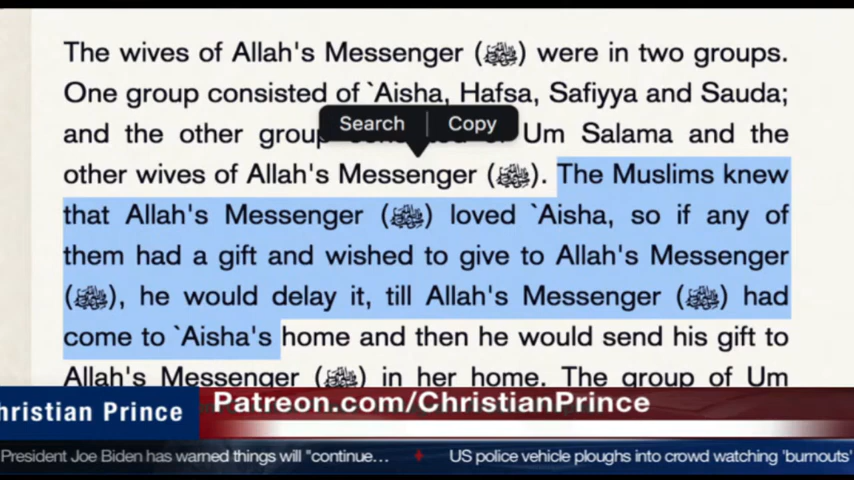 The wives of Allah's Messenger (ﷺ) were in two groups.
One group consisted of `Aisha, Hafsa, Safiyya and Sauda;
Search Copy
and the other group Um Salama and the
other wives of Allah's Messenger (ﷺ). The Muslims knew
that Allah's Messenger (ﷺ) loved `Aisha, so if any of
them had a gift and wished to give to Allah's Messenger
(ﷺ), he would delay it, till Allah's Messenger (ﷺ) had
come to `Aisha's home and then he would send his gift to
Allah's Messenger (ﷺ) in her home. The group of Um
hristian Prince
Patreon.com/ChristianPrince
President Joe Biden has warned things will "continue... ♦ US police vehicle ploughs into crowd watching 'burnouts'